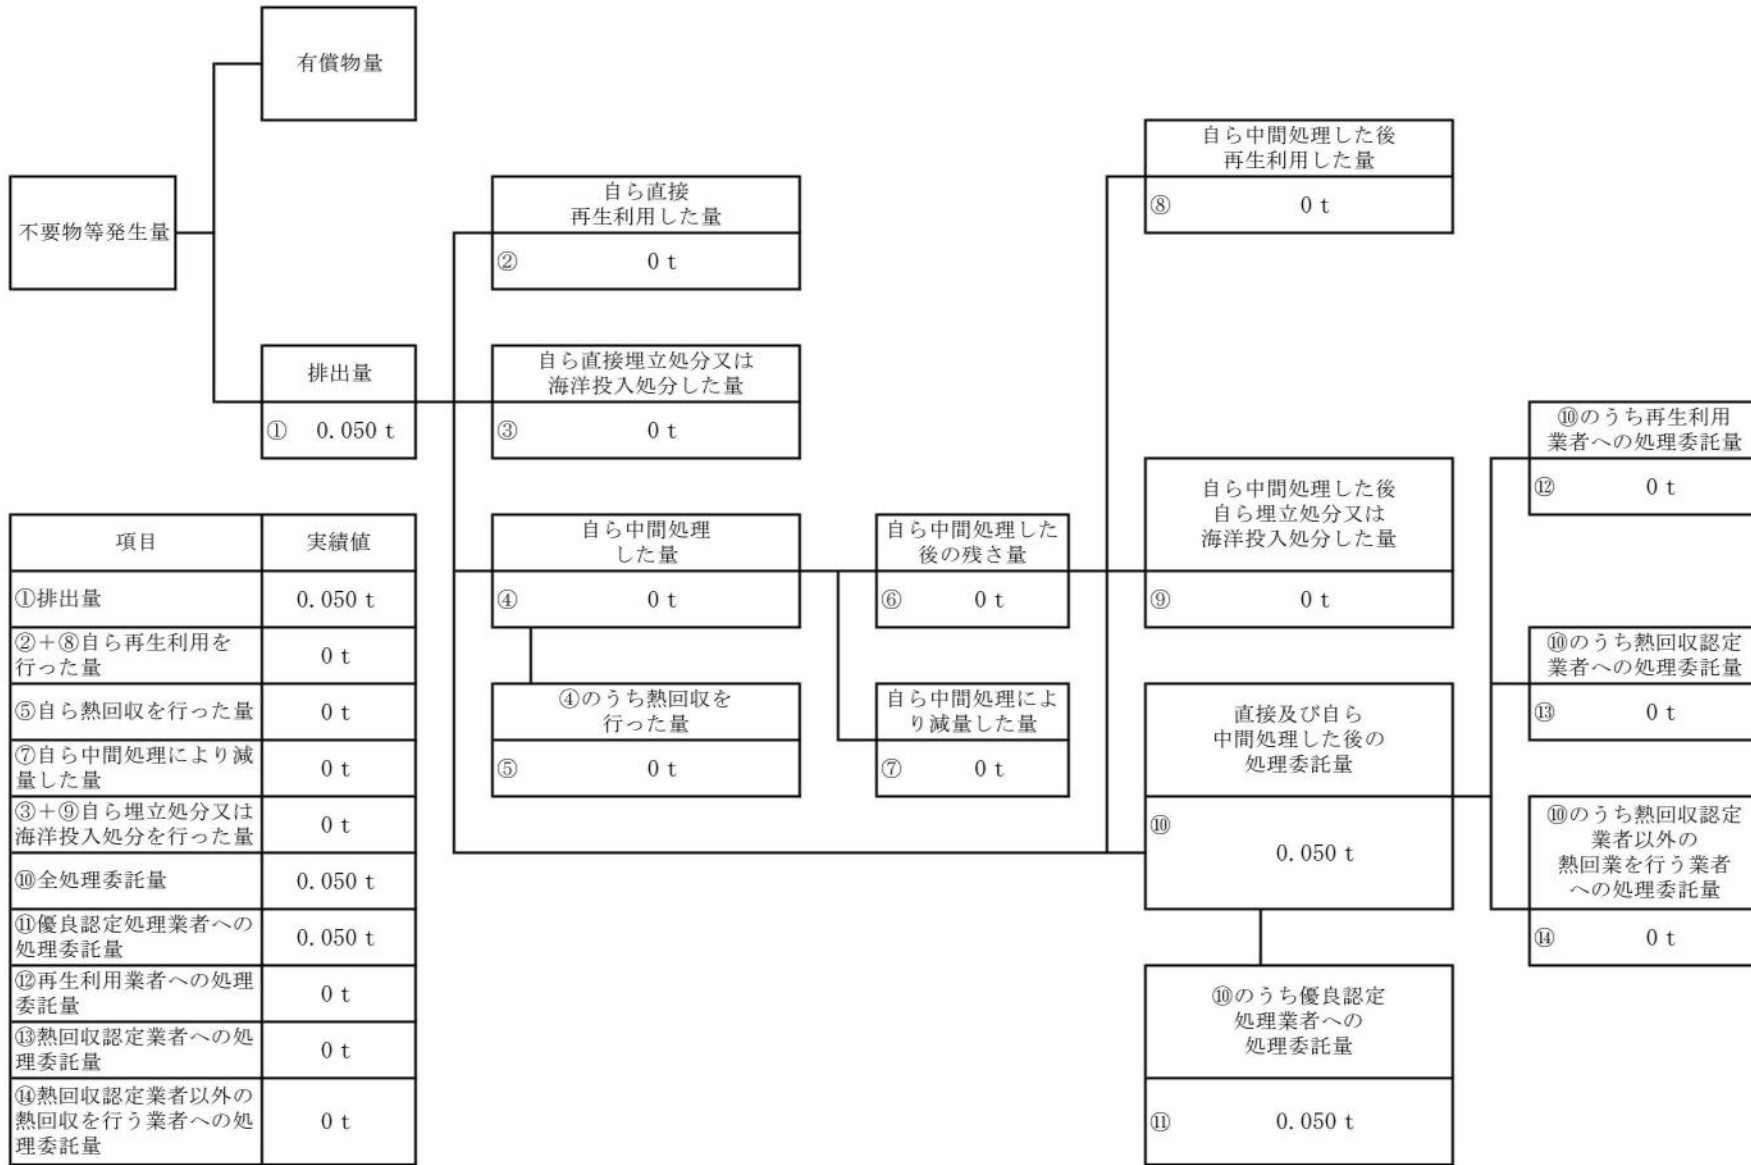 有償物量
不要物等発生量
排出量
① 0.050 t
自ら直接
再生利用した量
② 0 t
自ら直接埋立処分又は
海洋投入処分した量
③ 0 t
自ら中間処理
した量
④ 0 t
④のうち熱回収を
行った量
⑤ 0 t
自ら中間処理した
後の残さ量
⑥ 0 t
自ら中間処理によ
り減量した量
⑦ 0 t
自ら中間処理した後
再生利用した量
⑧ 0 t
自ら中間処理した後
自ら埋立処分又は
海洋投入処分した量
⑨ 0 t
直接及び自ら
中間処理した後の
処理委託量
⑩
0.050 t
⑩のうち優良認定
処理業者への
処理委託量
⑪ 0.050 t
⑩のうち再生利用
業者への処理委託量
⑫ 0 t
⑩のうち熱回収認定
業者への処理委託量
⑬ 0 t
⑩のうち熱回収認定
業者以外の
熱回業を行う業者
への処理委託量
⑭ 0 t
項目 実績値
①排出量 0.050 t
②+⑧自ら再生利用を
行った量
0 t
⑤自ら熱回収を行った量 0 t
⑦自ら中間処理により減
量した量
0 t
③+⑨自ら埋立処分又は
海洋投入処分を行った量
0 t
⑩全処理委託量 0.050 t
⑪優良認定処理業者への
処理委託量
0.050 t
⑫再生利用業者への処理
委託量
0 t
⑬熱回収認定業者への処
理委託量
0 t
⑭熱回収認定業者以外の
熱回収を行う業者への処
理委託量
0 t